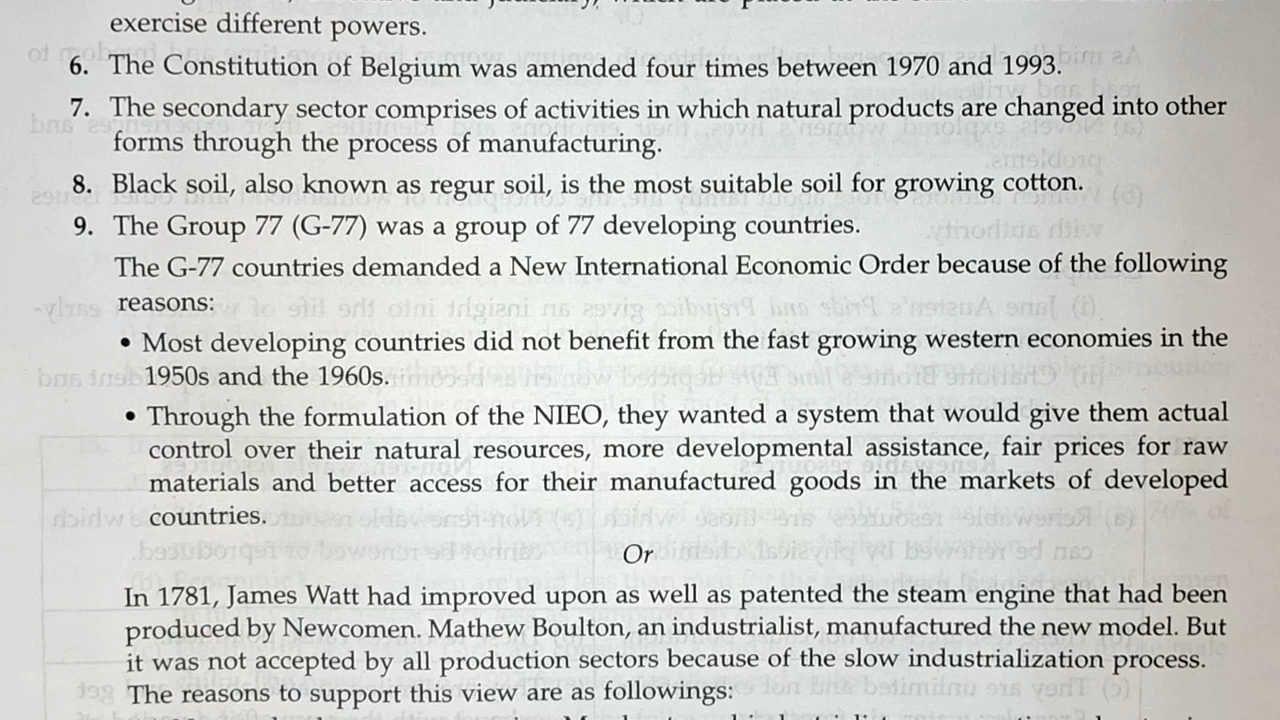 exercise different powers.
6. The Constitution of Belgium was amended four times between 1970 and 1993.
7. The secondary sector comprises of activities in which natural products are changed into other
forms through the process of manufacturing.
8. Black soil, also known as regur soil, is the most suitable soil for growing cotton.
9. The Group 77 (G-77) was a group of 77 developing countries.
The G-77 countries demanded a New International Economic Order because of the following
reasons:
• Most developing countries did not benefit from the fast growing western economies in the
1950s and the 1960s.
• Through the formulation of the NIEO, they wanted a system that would give them actual
control over their natural resources, more developmental assistance, fair prices for raw
materials and better access for their manufactured goods in the markets of developed
countries.
Or
In 1781, James Watt had improved upon as well as patented the steam engine that had been
produced by Newcomen. Mathew Boulton, an industrialist, manufactured the new model. But
it was not accepted by all production sectors because of the slow industrialization process.
The reasons to support this view are as followings: